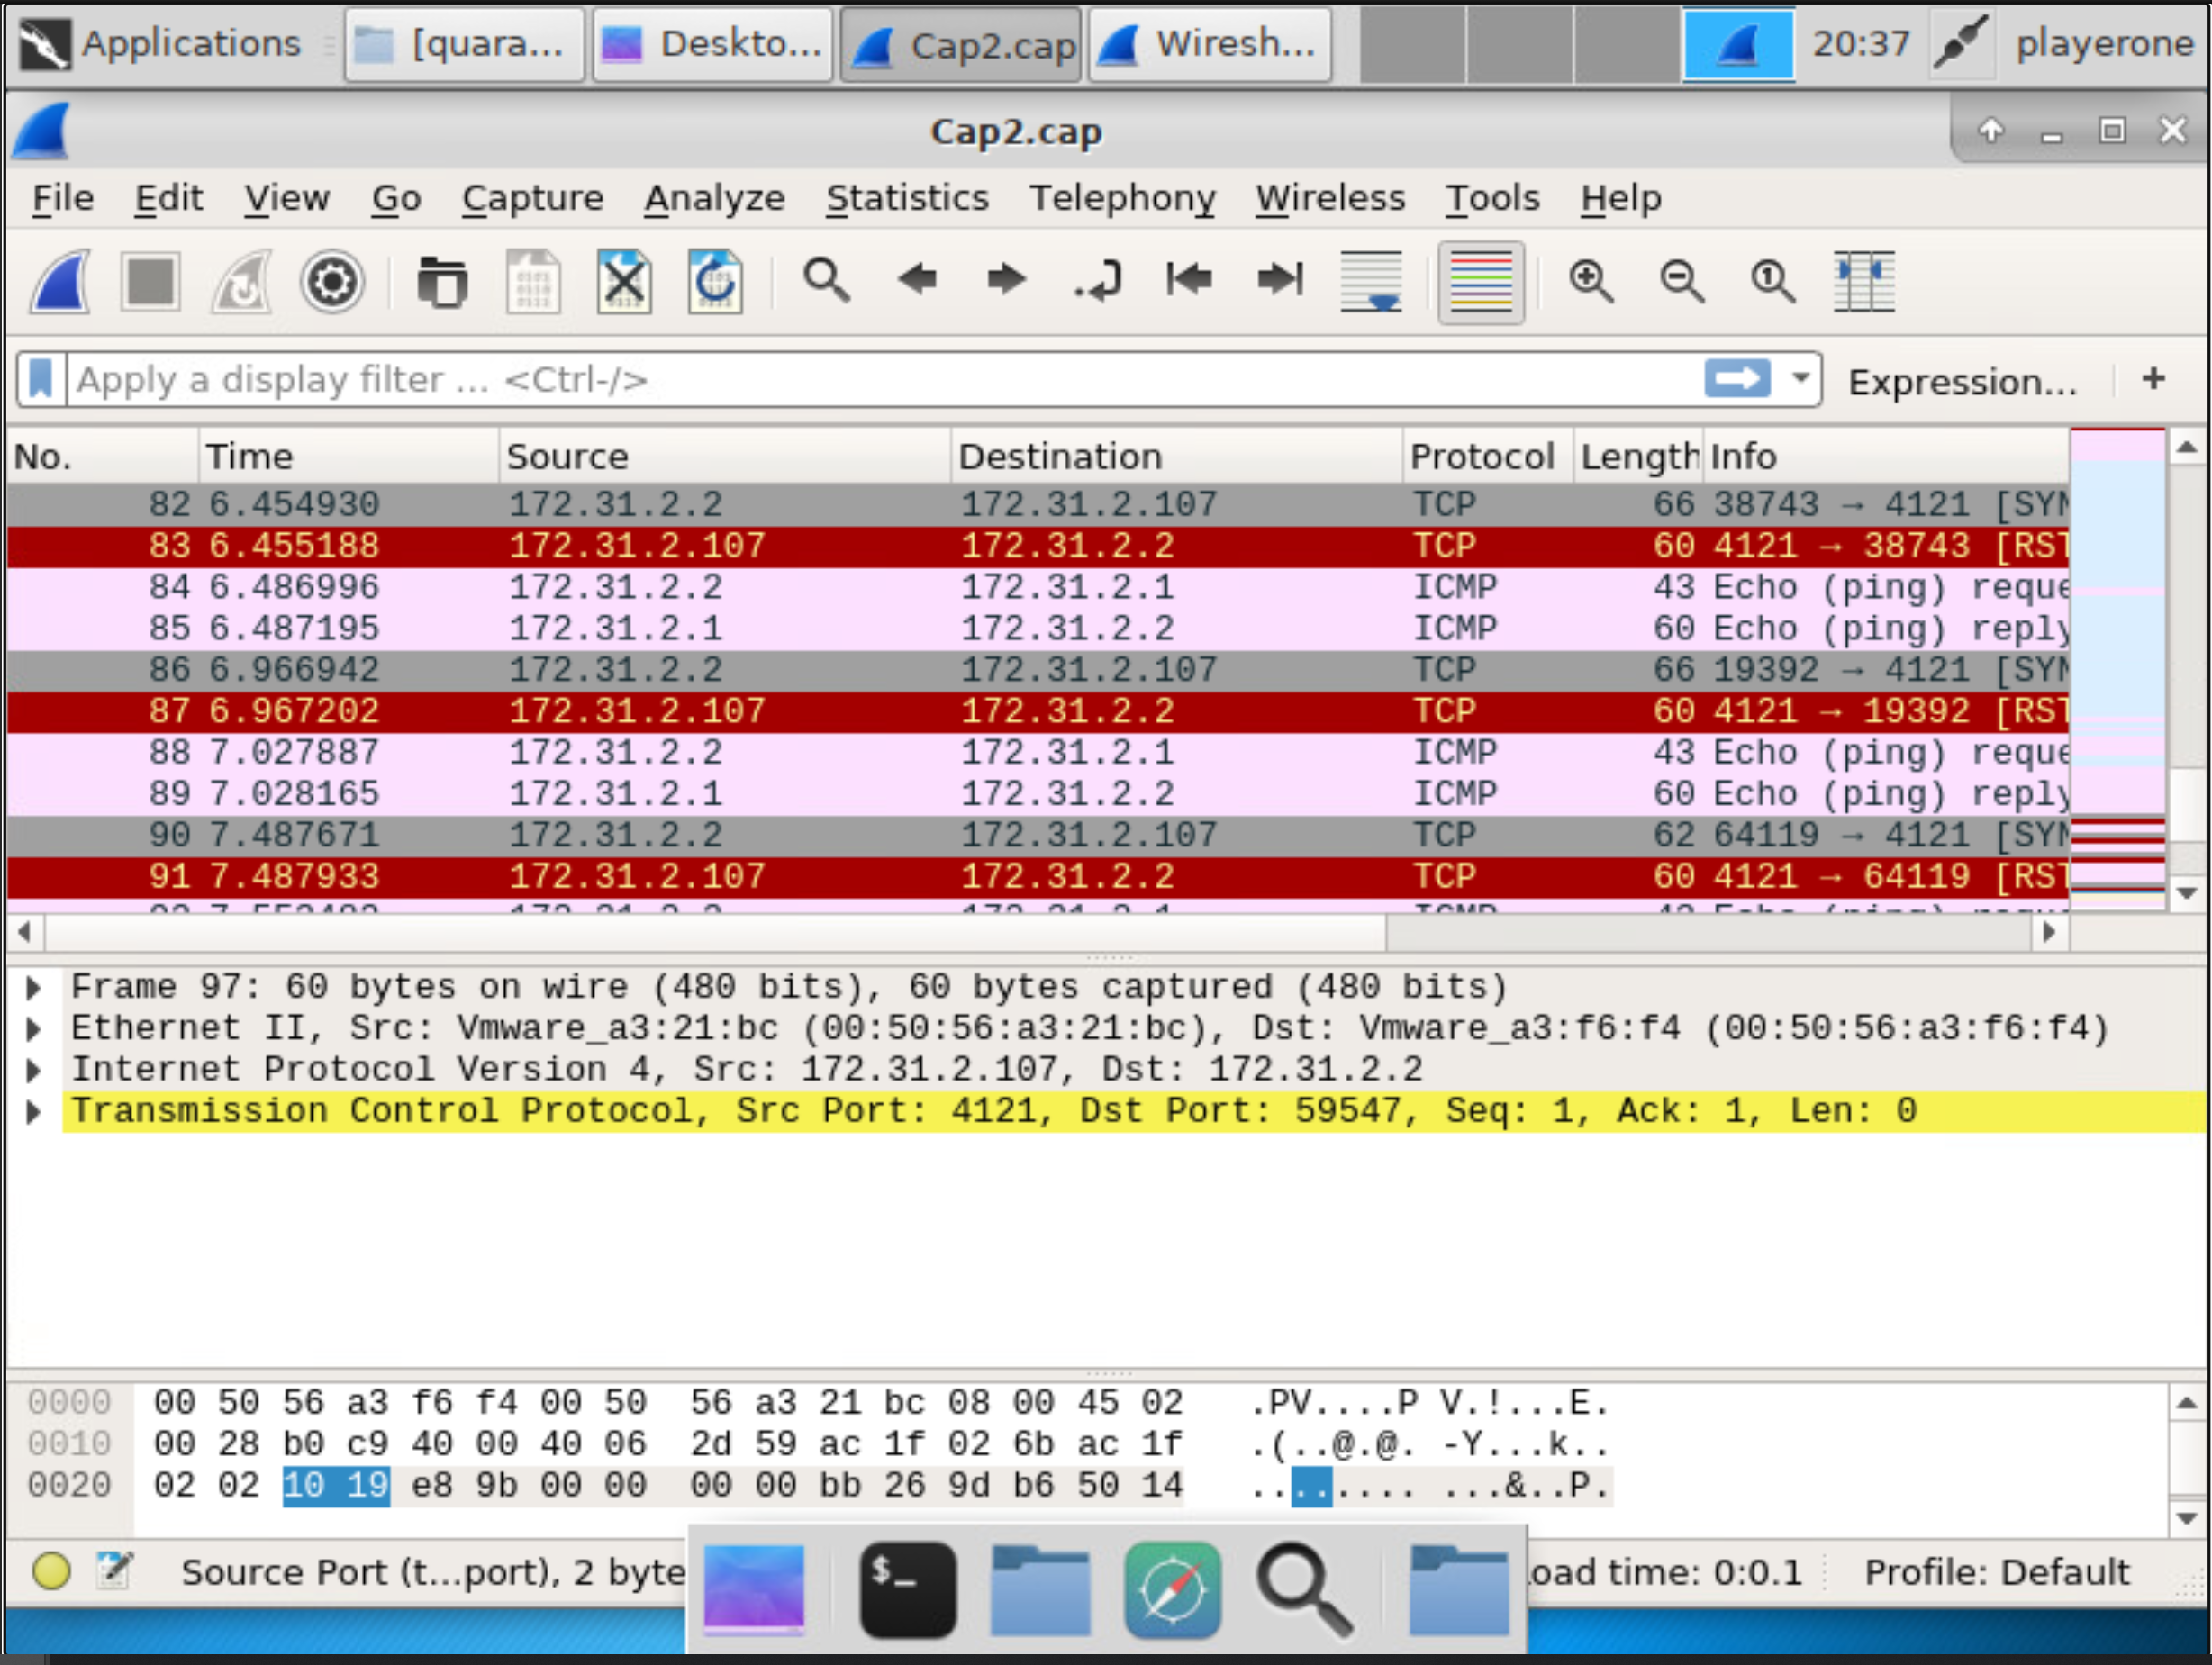 Applications [quara... Deskto... Cap2.cap Wiresh... 20:37 playerone
Cap2.cap
File Edit View Go Capture Analyze Statistics Telephony Wireless Tools Help
Apply a display filter ... <Ctrl-/> Expression... +
No. Time Source Destination Protocol Length Info
82 6.454930 172.31.2.2 172.31.2.107 TCP 66 38743 → 4121 [SYN
83 6.455188 172.31.2.107 172.31.2.2 TCP 60 4121 → 38743 [RST
84 6.486996 172.31.2.2 172.31.2.1 ICMP 43 Echo (ping) reque
85 6.487195 172.31.2.1 172.31.2.2 ICMP 60 Echo (ping) reply
86 6.966942 172.31.2.2 172.31.2.107 TCP 66 19392 → 4121 [SYN
87 6.967202 172.31.2.107 172.31.2.2 TCP 60 4121 → 19392 [RST
88 7.027887 172.31.2.2 172.31.2.1 ICMP 43 Echo (ping) reque
89 7.028165 172.31.2.1 172.31.2.2 ICMP 60 Echo (ping) reply
90 7.487671 172.31.2.2 172.31.2.107 TCP 62 64119 → 4121 [SYN
91 7.487933 172.31.2.107 172.31.2.2 TCP 60 4121 → 64119 [RST
Frame 97: 60 bytes on wire (480 bits), 60 bytes captured (480 bits)
Ethernet II, Src: Vmware_a3:21:bc (00:50:56:a3:21:bc), Dst: Vmware_a3:f6:f4 (00:50:56:a3:f6:f4)
Internet Protocol Version 4, Src: 172.31.2.107, Dst: 172.31.2.2
Transmission Control Protocol, Src Port: 4121, Dst Port: 59547, Seq: 1, Ack: 1, Len: 0
0000 00 50 56 a3 f6 f4 00 50 56 a3 21 bc 08 00 45 02 .PV....P V.!...E.
0010 00 28 b0 c9 40 00 40 06 2d 59 ac 1f 02 6b ac 1f .(..@.@. -Y...k..
0020 02 02 10 19 e8 9b 00 00 00 00 bb 26 9d b6 50 14 ........ ...&..P.
Source Port (t...port), 2 byte oad time: 0:0.1 Profile: Default
$_